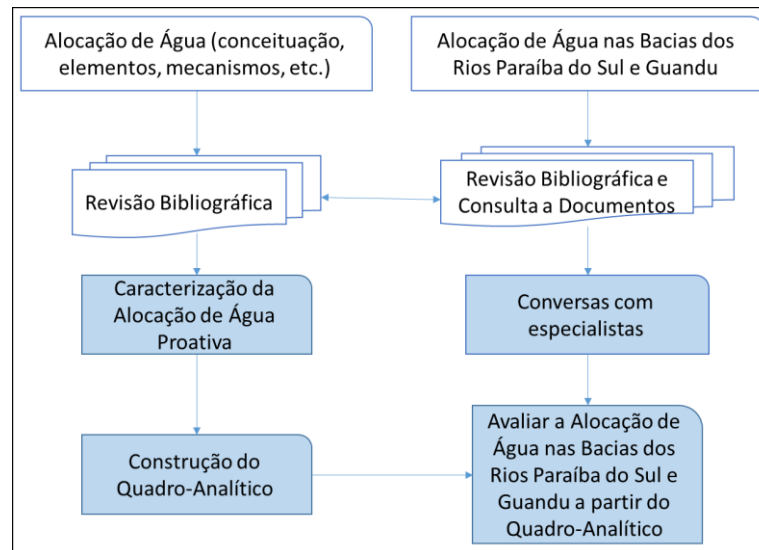 Alocação de Água (conceituação,
elementos, mecanismos, etc.)
Alocação de Água nas Bacias dos
Rios Paraíba do Sul e Guandu
Revisão Bibliográfica
Revisão Bibliográfica e
Consulta a Documentos
Caracterização da
Alocação de Água
Proativa
Conversas com
especialistas
Construção do
Quadro-Analítico
Avaliar a Alocação de
Água nas Bacias dos
Rios Paraíba do Sul e
Guandu a partir do
Quadro-Analítico